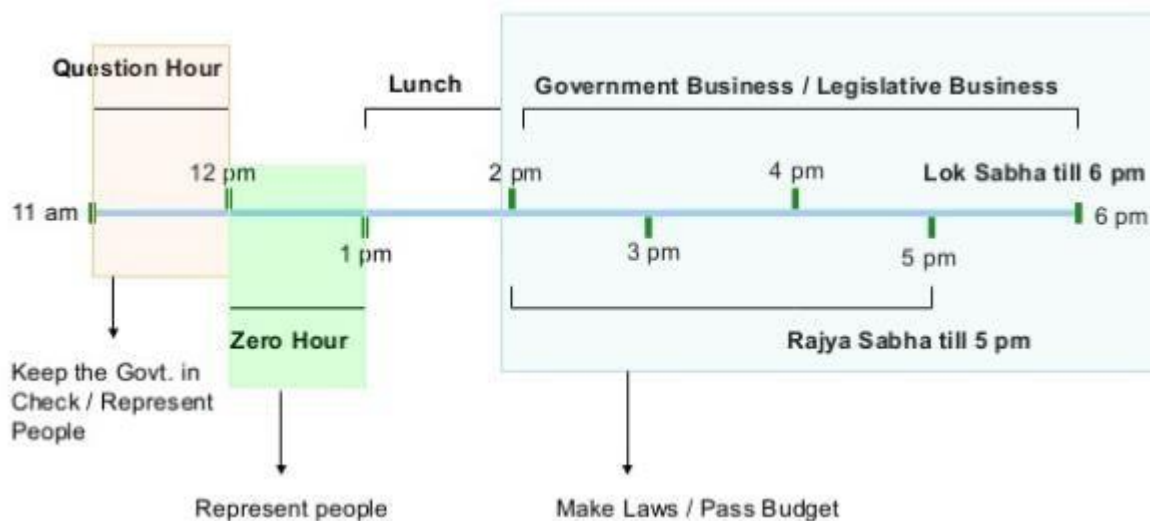 Question Hour
Lunch
Government Business / Legislative Business
12 pm
2 pm
4 pm
Lok Sabha till 6 pm
11 am
6 pm
1 pm
3 pm
5 pm
Zero Hour
Rajya Sabha till 5 pm
Keep the Govt. in
Check / Represent
People
Represent people
Make Laws / Pass Budget